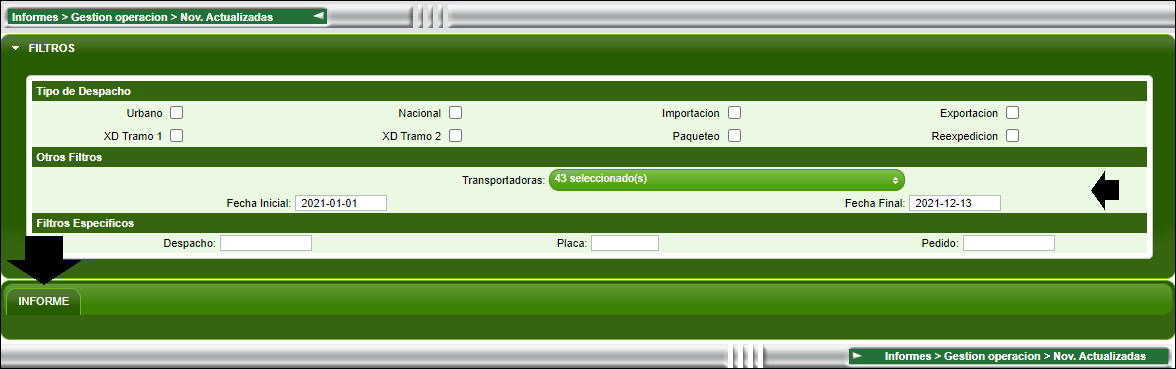 Informes > Gestion operacion > Nov. Actualizadas
FILTROS
Tipo de Despacho
Urbano Nacional Importacion Exportacion
XD Tramo 1 XD Tramo 2 Paqueteo Reexpedicion
Otros Filtros
Transportadoras: 43 seleccionado(s)
Fecha Inicial: 2021-01-01 Fecha Final: 2021-12-13
Filtros Especificos
Despacho: Placa: Pedido:
INFORME
Informes > Gestion operacion > Nov. Actualizadas